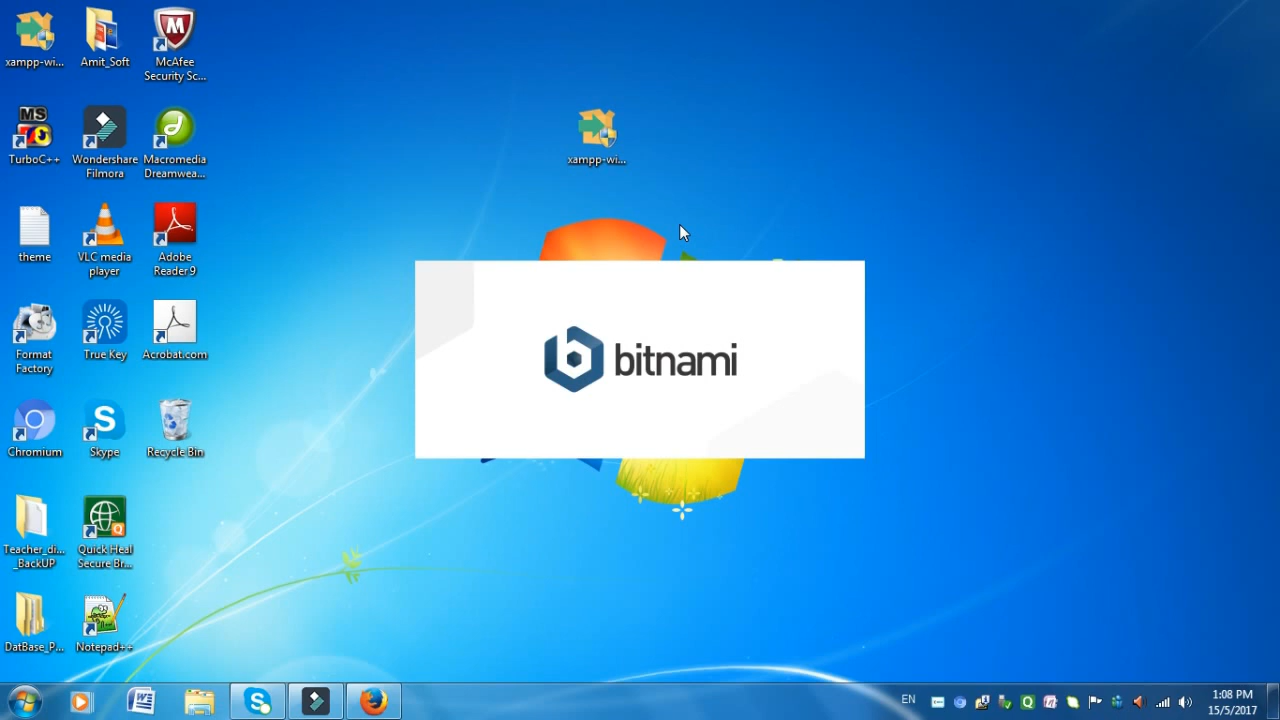 xampp-wi...
Amit_Soft
McAfee
Security Sc...
xampp-wi...
MS
TurboC++
Wondershare
Filmora
Macromedia
Dreamwea...
theme
VLC media
player
Adobe
Reader 9
bitnami
Format
Factory
True Key
Acrobat.com
Chromium
Skype
Recycle Bin
Teacher_di...
_BackUP
Quick Heal
Secure Br...
DatBase_P...
Notepad++
EN
1:08 PM
15/5/2017